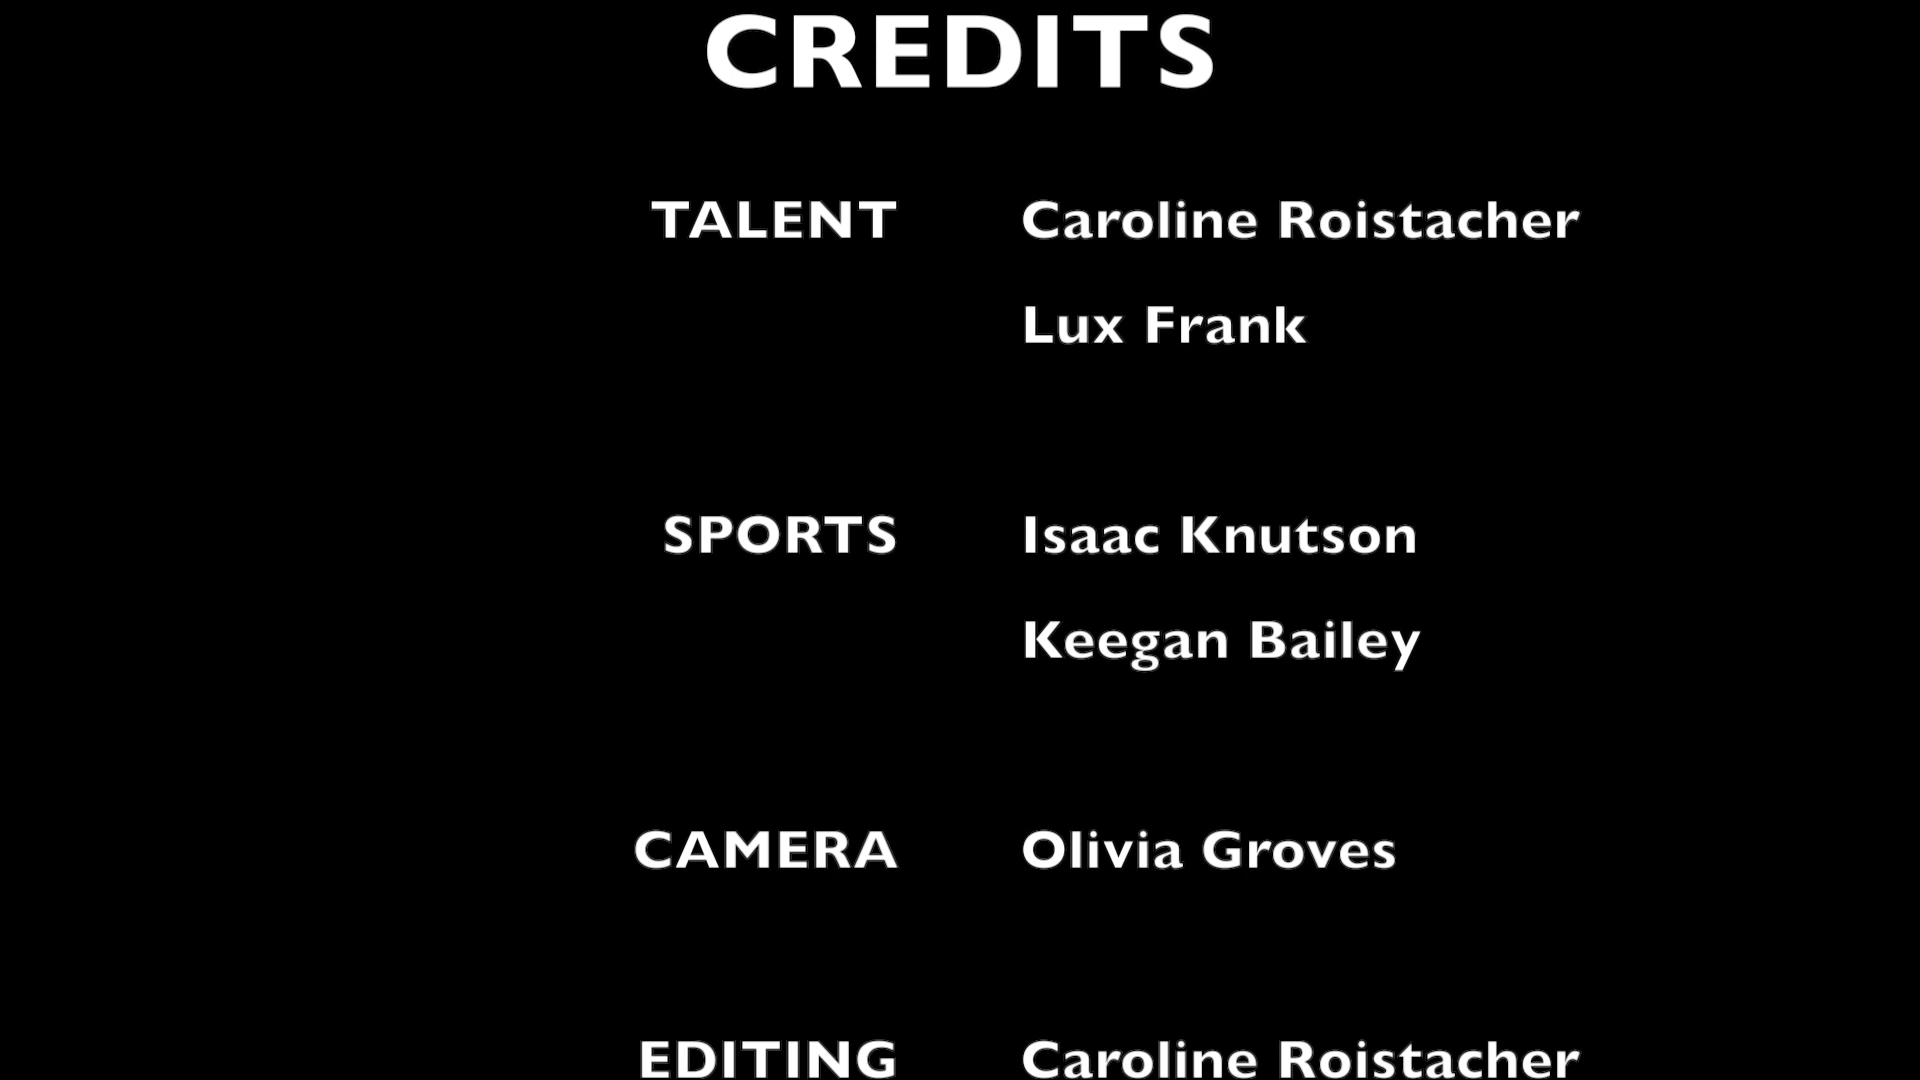 CREDITS
TALENT Caroline Roistacher
Lux Frank
SPORTS Isaac Knutson
Keegan Bailey
CAMERA Olivia Groves
EDITING Caroline Roistacher